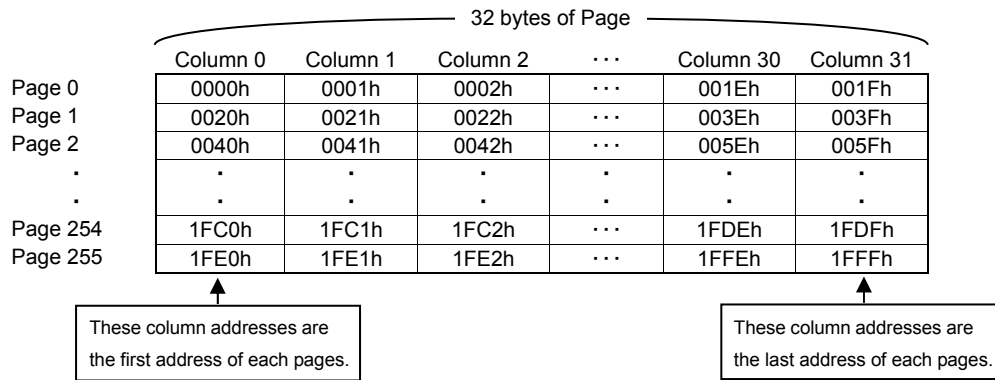 32 bytes of Page
Column 0 Column 1 Column 2 ··· Column 30 Column 31
Page 0 0000h 0001h 0002h ··· 001Eh 001Fh
Page 1 0020h 0021h 0022h ··· 003Eh 003Fh
Page 2 0040h 0041h 0042h ··· 005Eh 005Fh
· · · · · · ·
· · · · · · ·
Page 254 1FC0h 1FC1h 1FC2h ··· 1FDEh 1FDFh
Page 255 1FE0h 1FE1h 1FE2h ··· 1FFEh 1FFFh
These column addresses are
the first address of each pages.
These column addresses are
the last address of each pages.